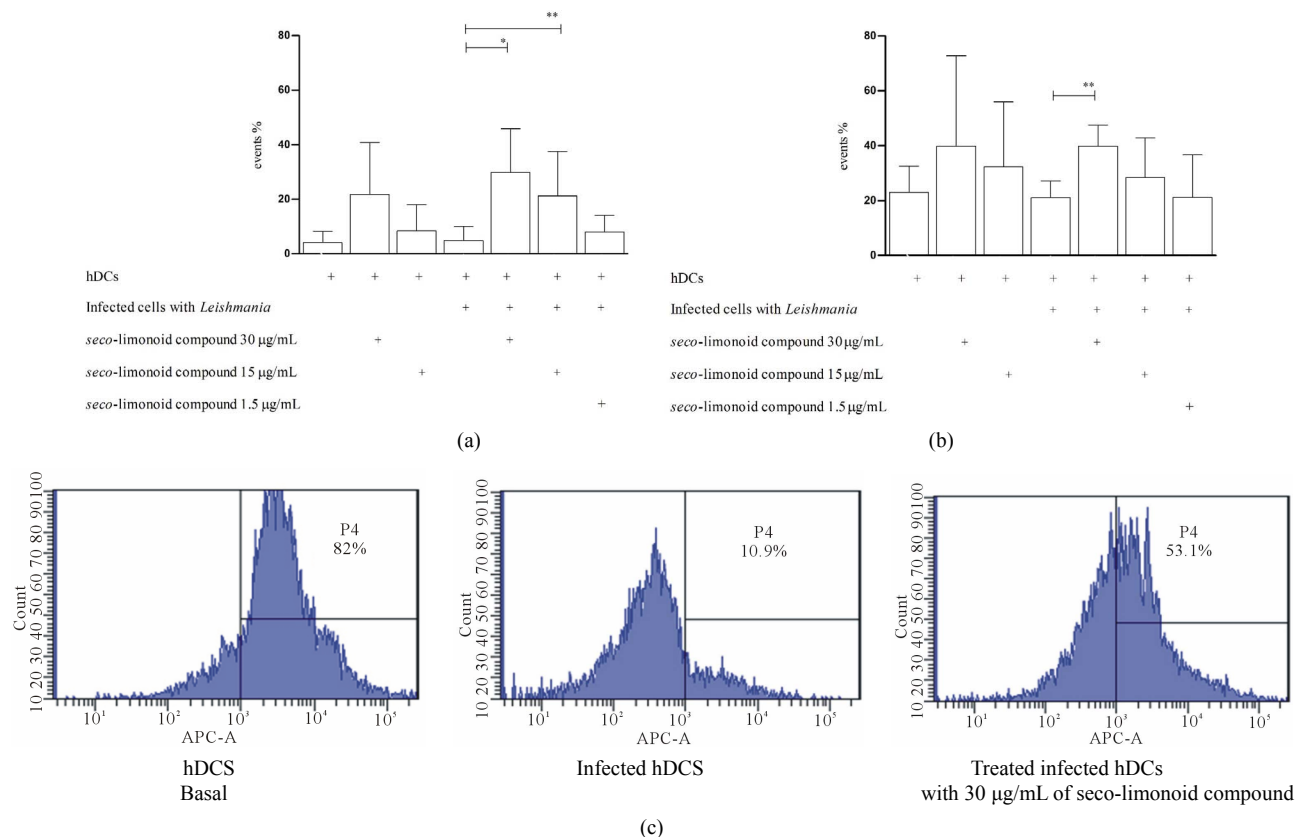 **
*
80
60
40
20
0
events %
hDCs + + + + + + +
Infected cells with Leishmania + + + +
seco-limonoid compound 30 µg/mL + +
seco-limonoid compound 15 µg/mL + +
seco-limonoid compound 1.5 µg/mL +
(a)
**
80
60
40
20
0
events %
hDCs + + + + + + +
Infected cells with Leishmania + + + +
seco-limonoid compound 30 µg/mL + +
seco-limonoid compound 15 µg/mL + +
seco-limonoid compound 1.5 µg/mL +
(b)
P4
82%
Count
10 20 30 40 50 60 70 80 90 100
10¹ 10² 10³ 10⁴ 10⁵
APC-A
hDCS
Basal
P4
10.9%
Count
10 20 30 40 50 60 70 80 90 100
10¹ 10² 10³ 10⁴ 10⁵
APC-A
Infected hDCS
P4
53.1%
Count
10 20 30 40 50 60 70 80 90 100
10¹ 10² 10³ 10⁴ 10⁵
APC-A
Treated infected hDCs
with 30 µg/mL of seco-limonoid compound
(c)